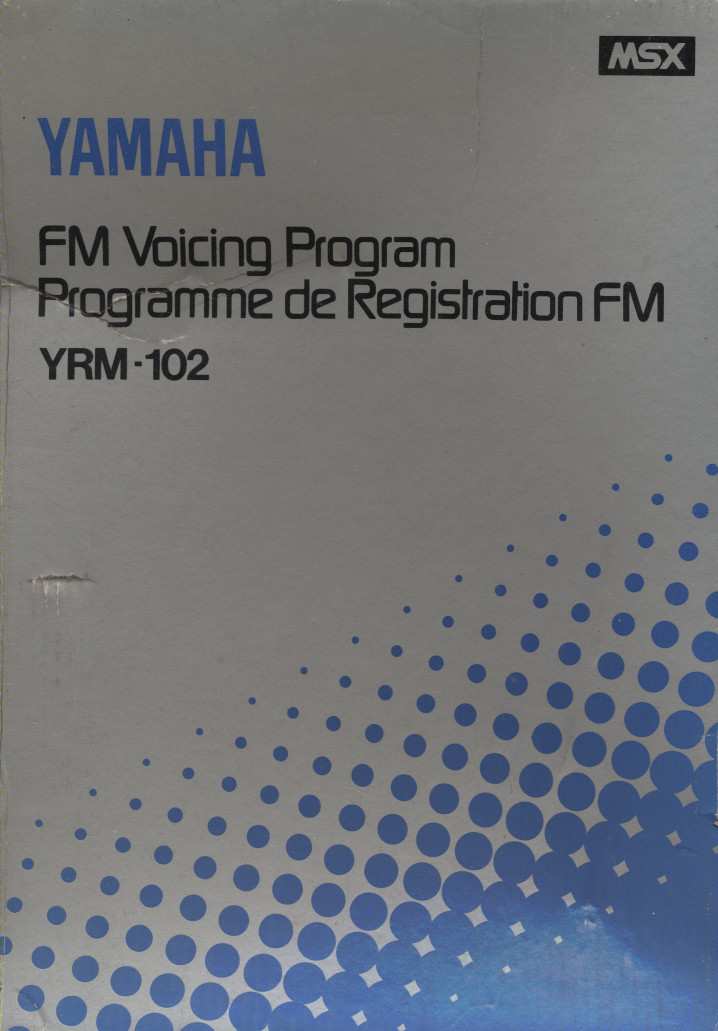 MSX
YAMAHA
FM Voicing Program
Programme de Registration FM
YRM-102